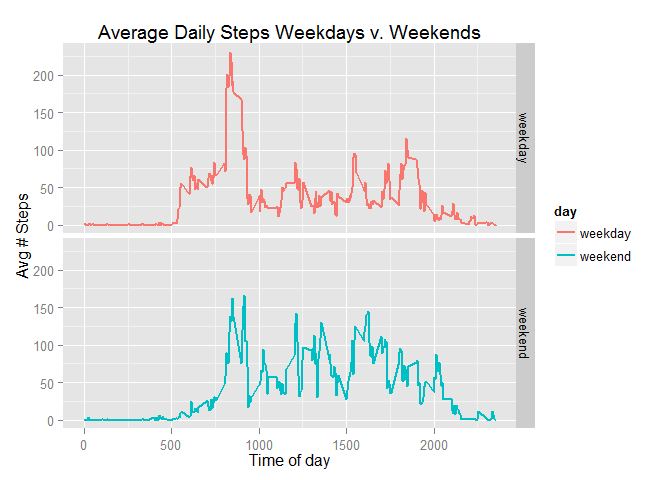 Average Daily Steps Weekdays v. Weekends
Avg # Steps
200
150
100
50
0
weekday
200
150
100
50
0
weekend
0
500
1000
1500
2000
Time of day
day
weekday
weekend